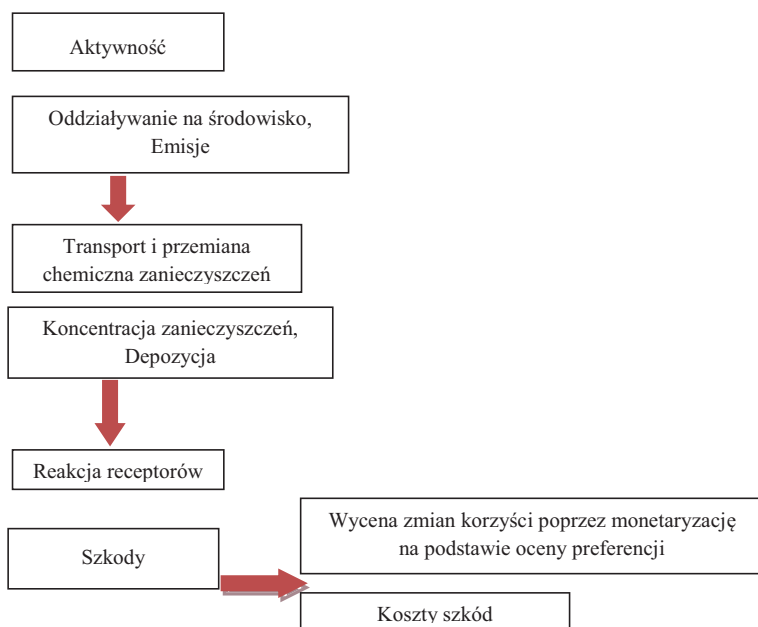 Aktywność
Oddziaływanie na środowisko,
Emisje
Transport i przemiana
chemiczna zanieczyszczeń
Koncentracja zanieczyszczeń,
Depozycja
Reakcja receptorów
Wycena zmian korzyści poprzez monetaryzację
na podstawie oceny preferencji
Szkody
Koszty szkód